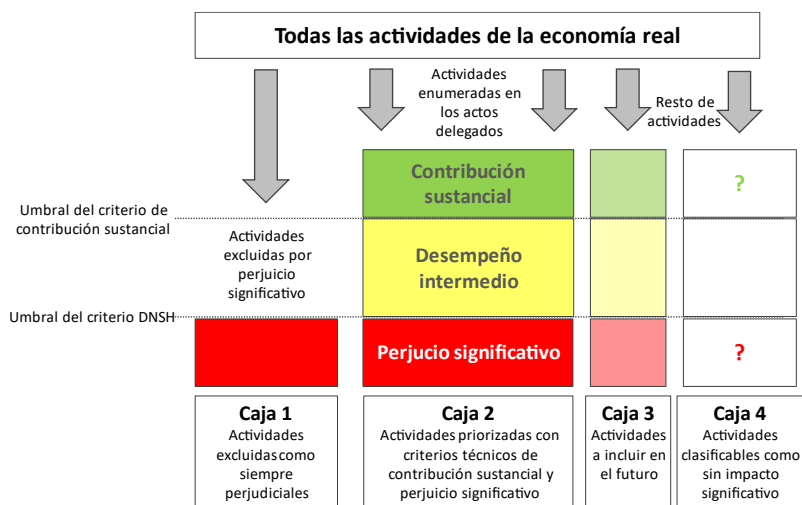 Todas las actividades de la economía real
Actividades
enumeradas en
los actos
delegados
Resto de
actividades
Contribución
sustancial
?
Umbral del criterio de
contribución sustancial
Actividades
excluidas por
perjuicio
significativo
Desempeño
intermedio
Umbral del criterio DNSH
Perjucio significativo
?
Caja 1
Actividades
excluidas como
siempre
perjudiciales
Caja 2
Actividades priorizadas con
criterios técnicos de
contribución sustancial y
perjuicio significativo
Caja 3
Actividades
a incluir en
el futuro
Caja 4
Actividades
clasificables como
sin impacto
significativo